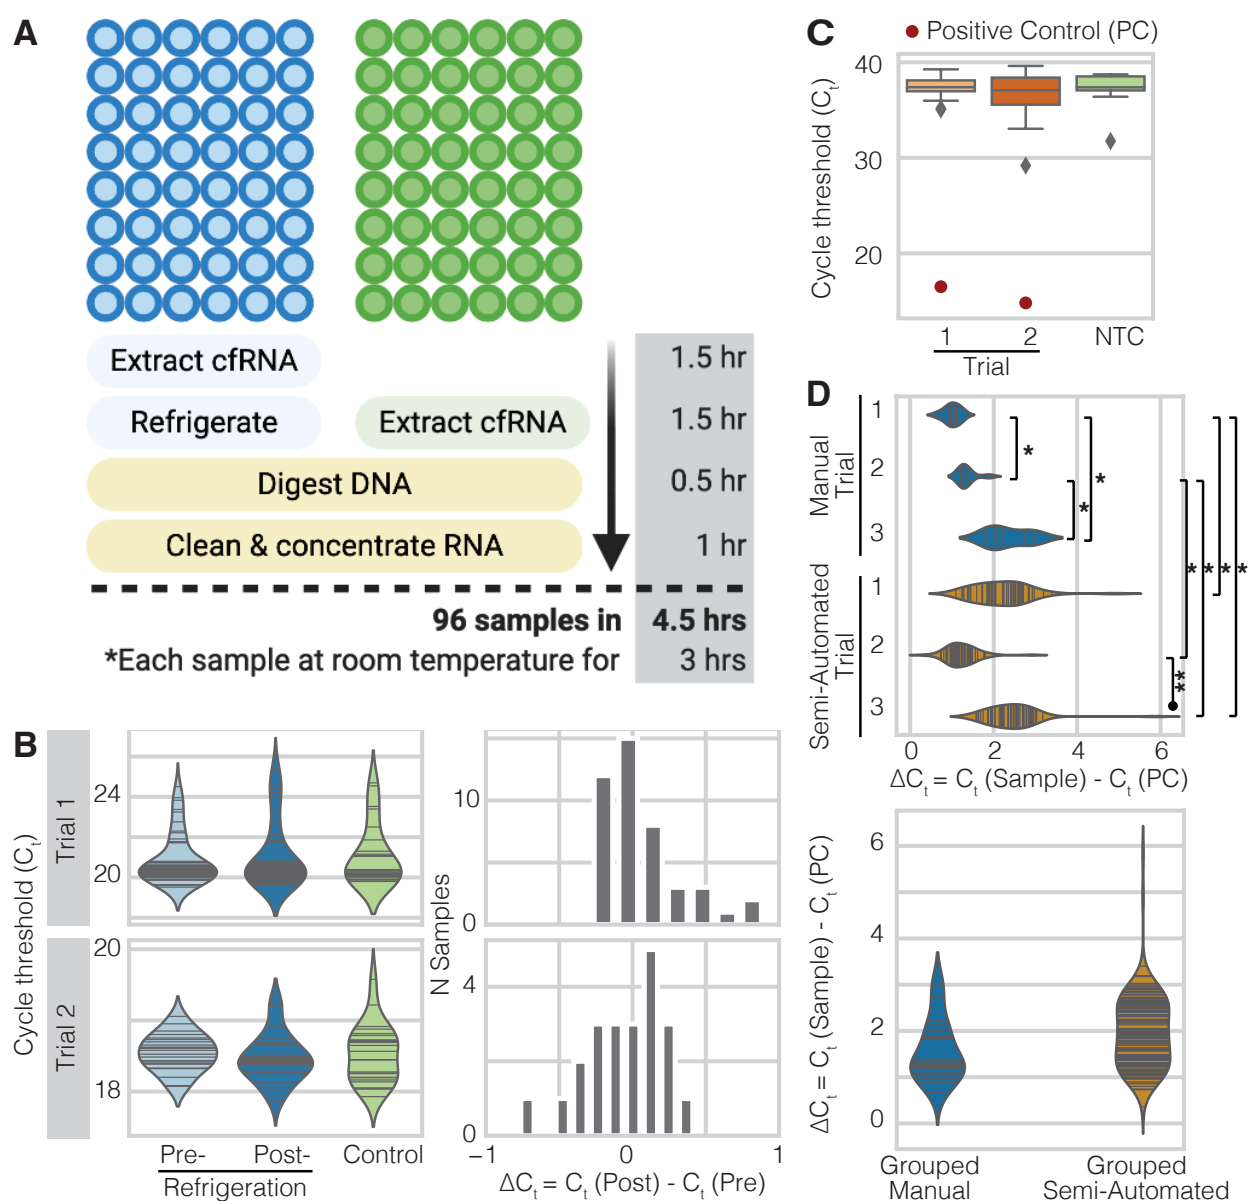 A
Extract cfRNA
1.5 hr
Refrigerate
Extract cfRNA
1.5 hr
Digest DNA
0.5 hr
Clean & concentrate RNA
1 hr
96 samples in
4.5 hrs
*Each sample at room temperature for
3 hrs
B
Cycle threshold (Ct)
Trial 1
24
20
Trial 2
20
18
Pre-
Post-
Control
Refrigeration
N Samples
10
0
4
0
−1
0
1
ΔCt = Ct (Post) - Ct (Pre)
C
Positive Control (PC)
Cycle threshold (Ct)
40
30
20
1
2
NTC
Trial
D
Manual
Trial
1
2
3
Semi-Automated
Trial
1
2
3
*
*
*
*
*
*
*
**
0
2
4
6
ΔCt = Ct (Sample) - Ct (PC)
ΔCt = Ct (Sample) - Ct (PC)
6
4
2
0
Grouped
Manual
Grouped
Semi-Automated